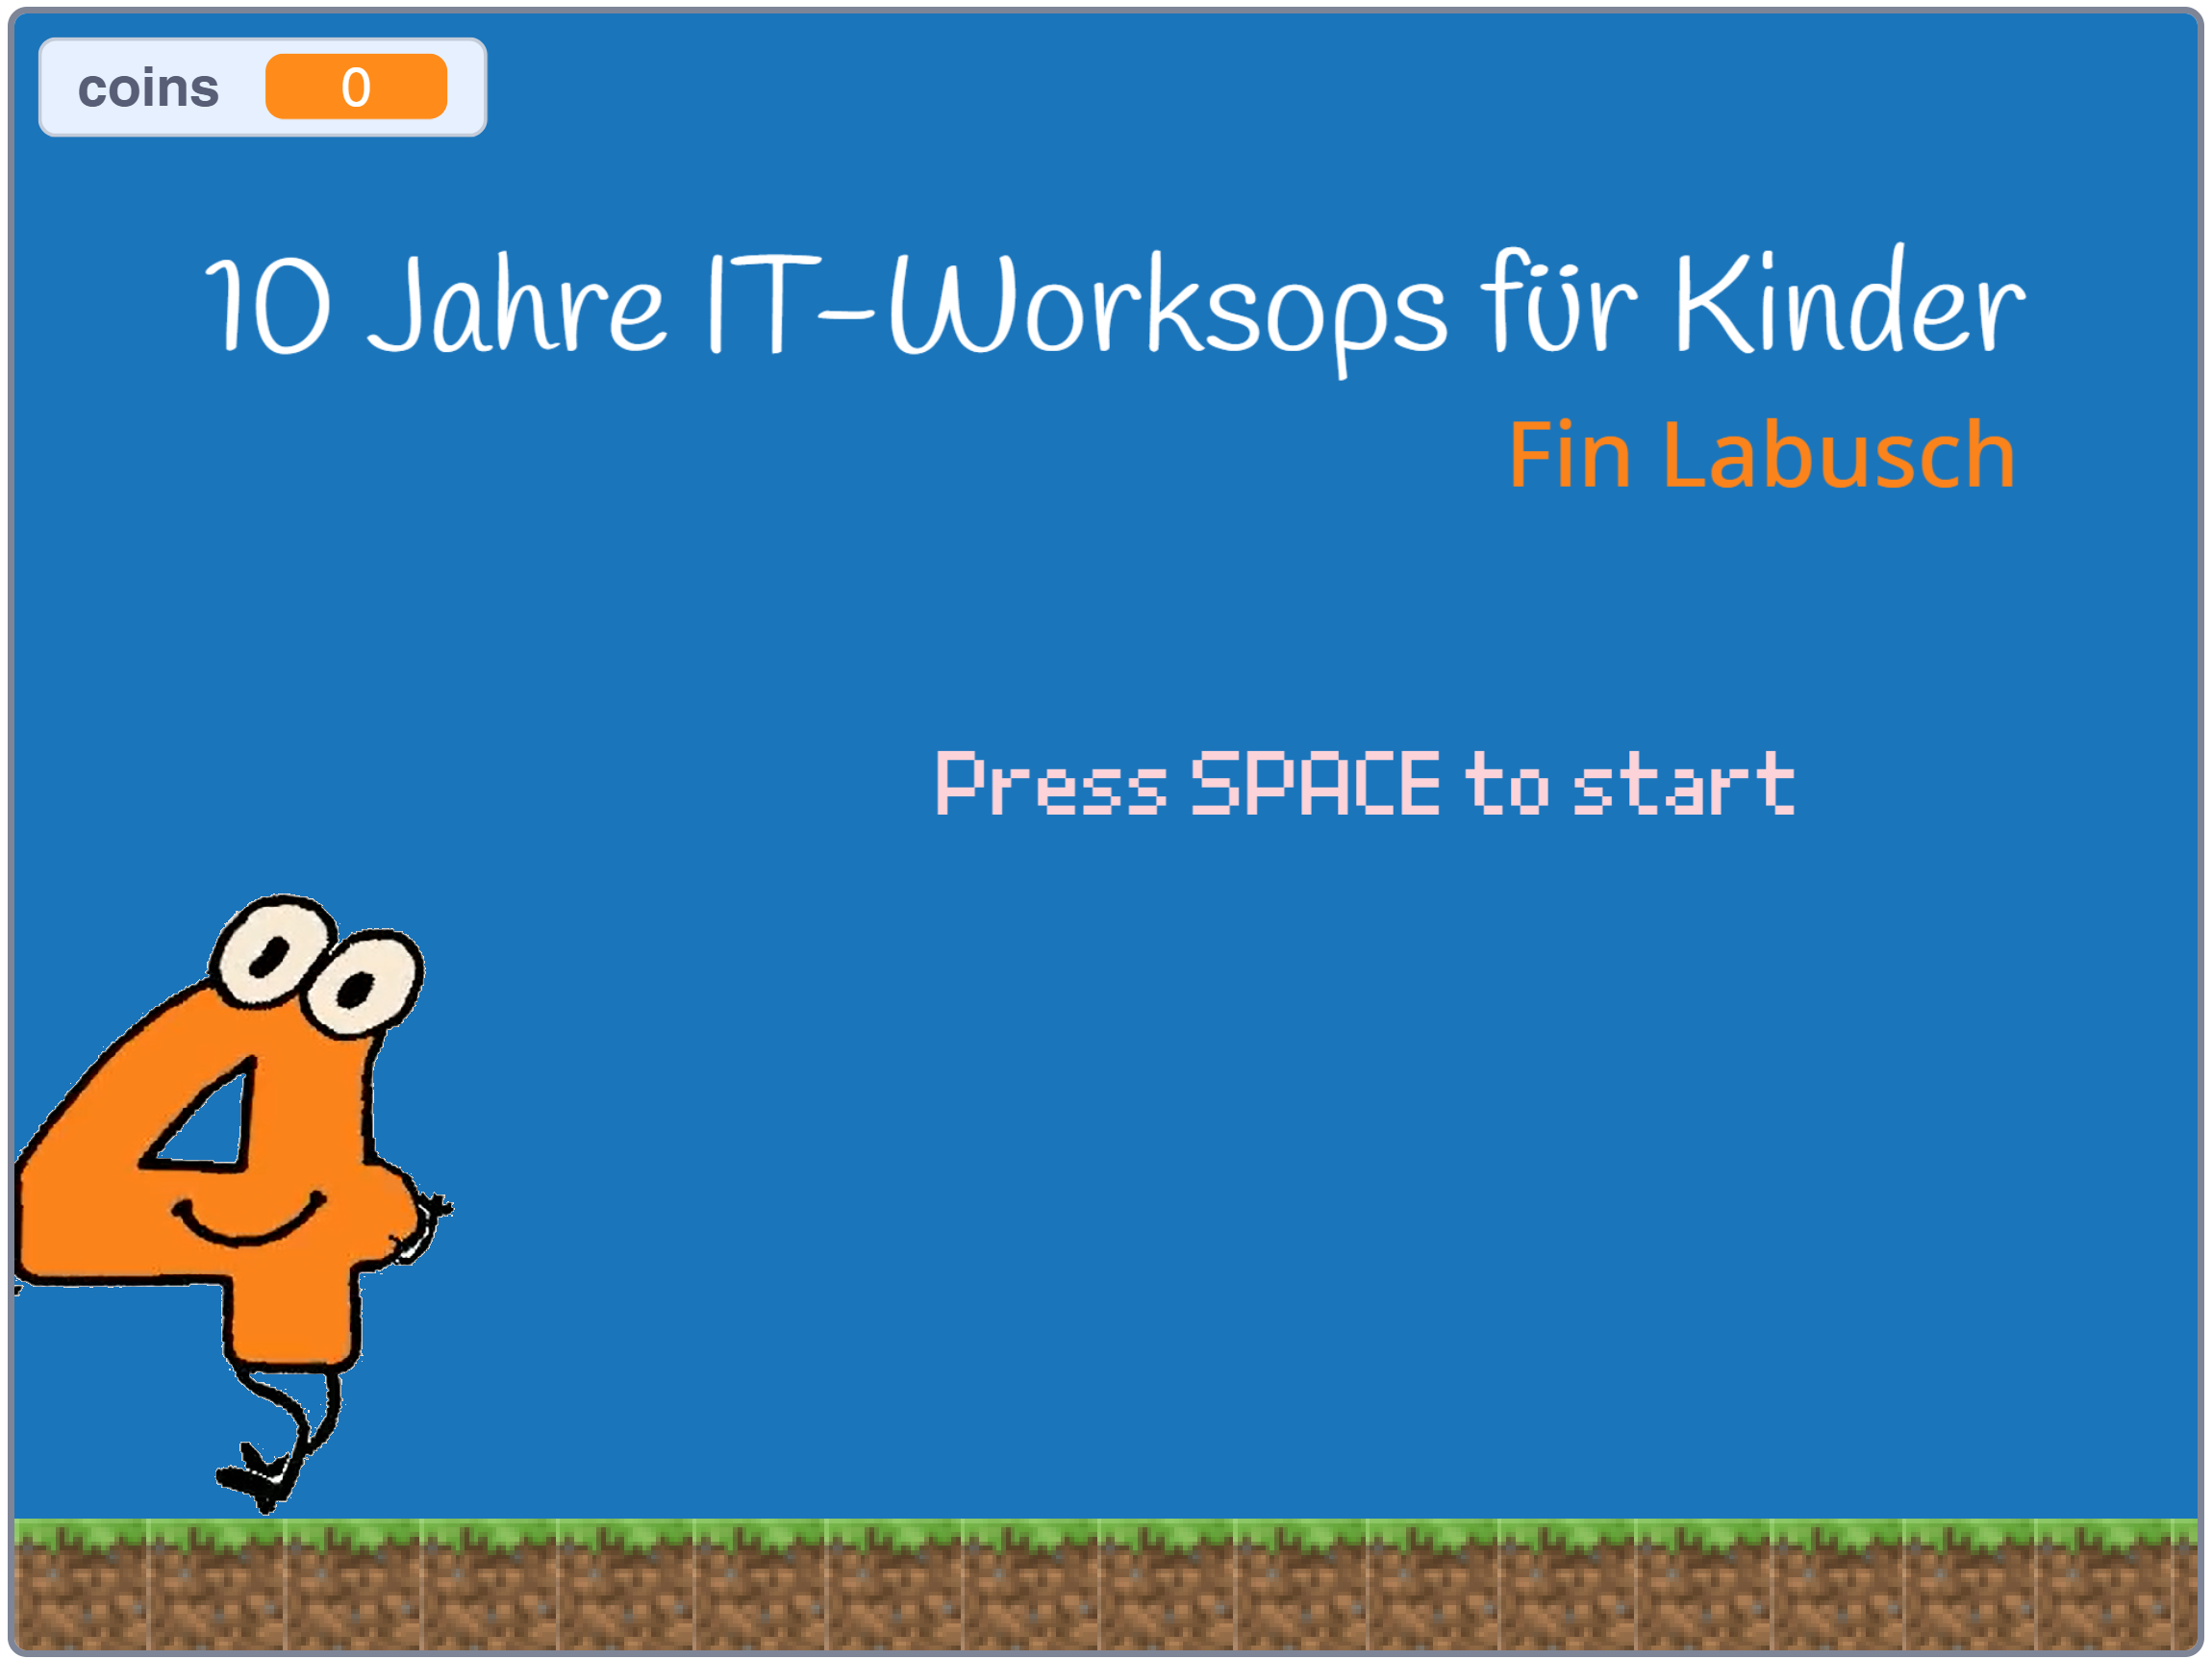 coins 0
10 Jahre IT-Worksops für Kinder
Fin Labusch
Press SPACE to start